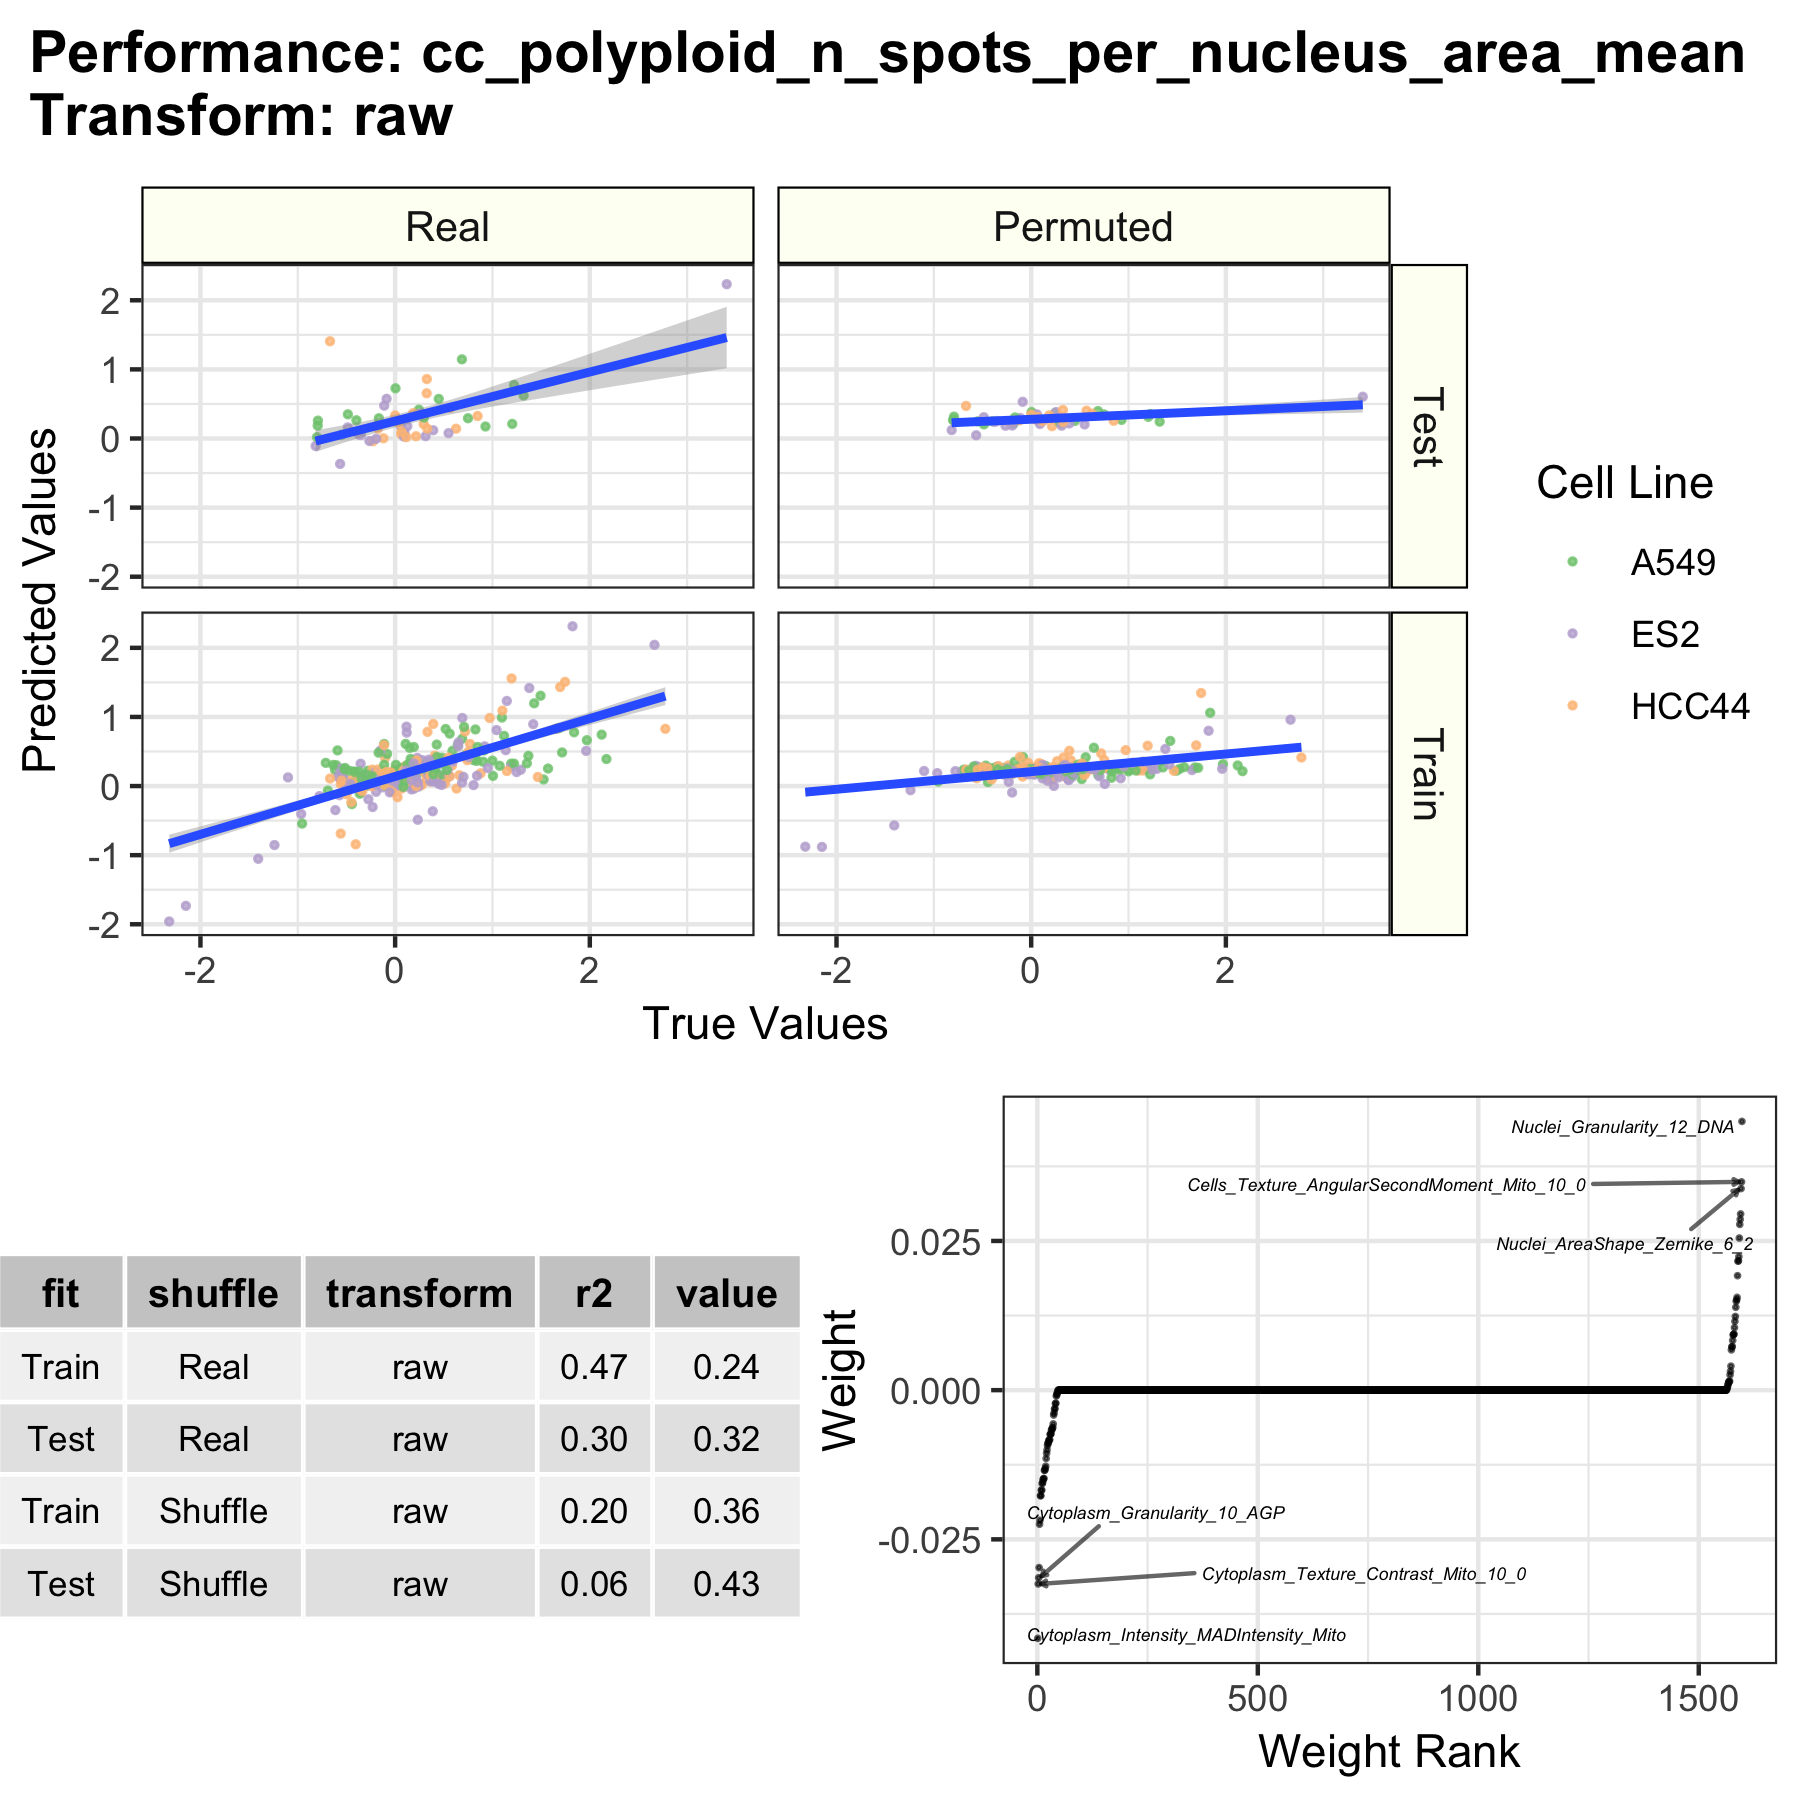 Performance: cc_polyploid_n_spots_per_nucleus_area_mean
Transform: raw
Real
Permuted
2
1
0
-1
-2
Test
2
1
0
-1
-2
Train
Predicted Values
-2
0
2
-2
0
2
True Values
Cell Line
A549
ES2
HCC44
fit shuffle transform r2 value
Train Real raw 0.47 0.24
Test Real raw 0.30 0.32
Train Shuffle raw 0.20 0.36
Test Shuffle raw 0.06 0.43
Weight
0.025
0.000
-0.025
Nuclei_Granularity_12_DNA
Cells_Texture_AngularSecondMoment_Mito_10_0
Nuclei_AreaShape_Zernike_6_2
Cytoplasm_Granularity_10_AGP
Cytoplasm_Texture_Contrast_Mito_10_0
Cytoplasm_Intensity_MADIntensity_Mito
0
500
1000
1500
Weight Rank